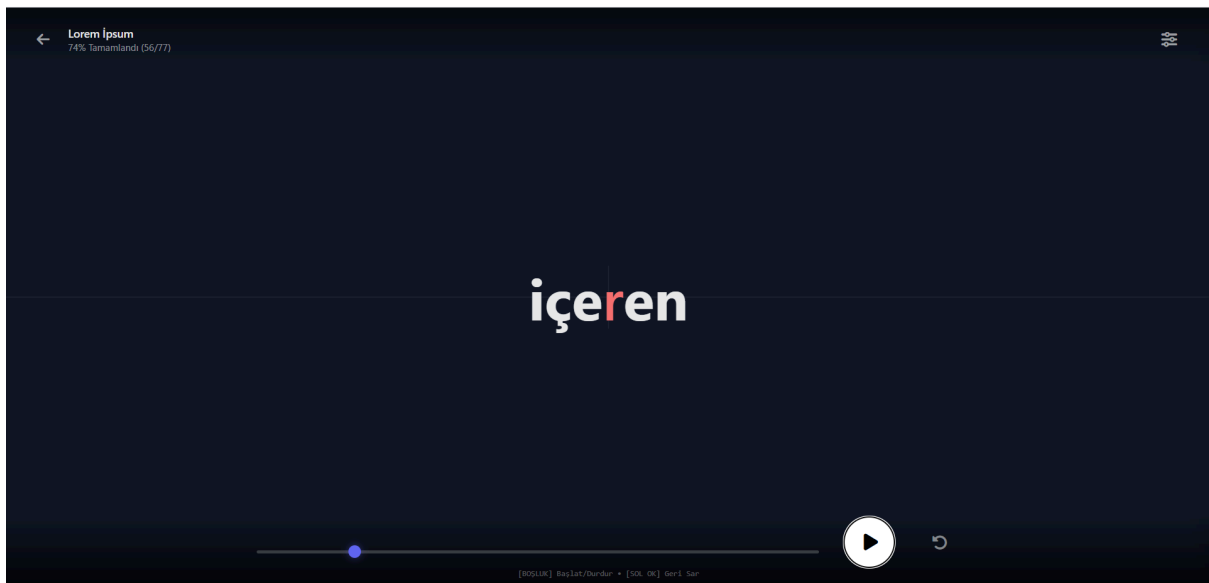 Lorem İpsum
74% Tamamlandı (56/77)
içeren
[BOŞLUK] Başlat/Durdur • [SOL OK] Geri Sar